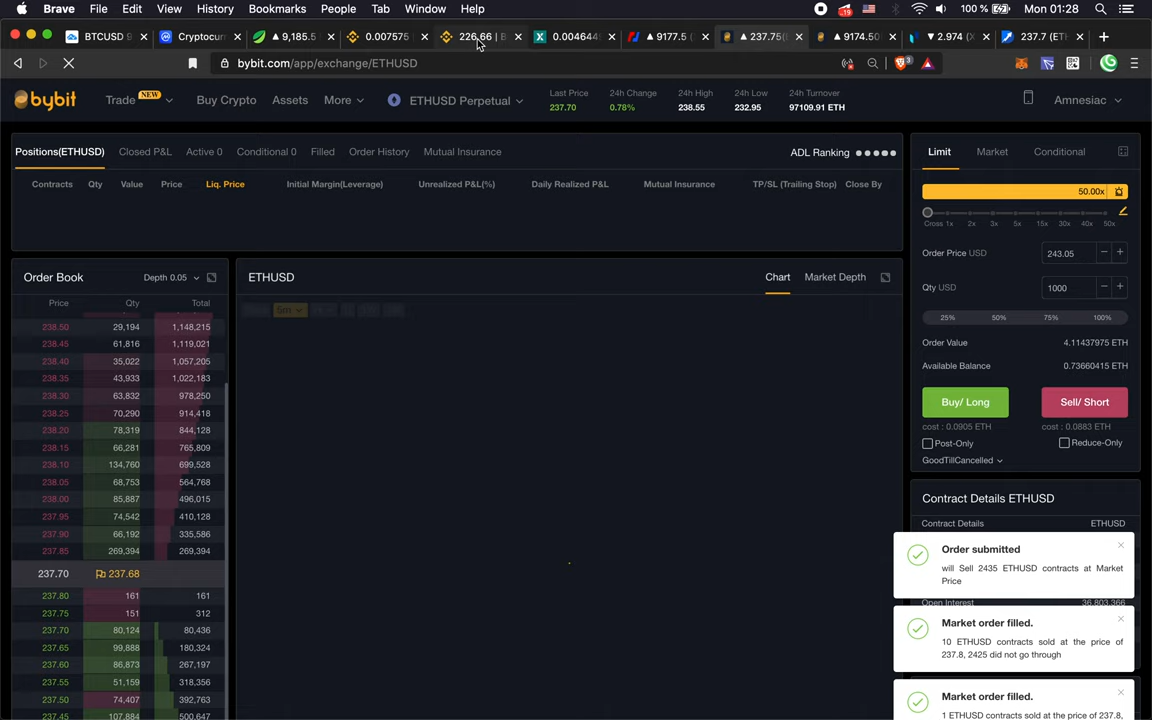 Brave File Edit View History Bookmarks People Tab Window Help 19 100 % Mon 01:28
BTCUSD 9 Cryptocurr 9,185.5 0.007575 226.66 | B 0.004644 ▲ 9177.5 ( ▲ 237.75( ▲ 9174.50 ▼ 2.974 (X 237.7 (ETH
bybit.com/app/exchange/ETHUSD
BYBIT Trade NEW Buy Crypto Assets More ETHUSD Perpetual Last Price 24h Change 24h High 24h Low 24h Turnover Amnesiac
237.70 0.78% 238.55 232.95 97109.91 ETH
Positions(ETHUSD) Closed P&L Active 0 Conditional 0 Filled Order History Mutual Insurance ADL Ranking
Contracts Qty Value Price Liq. Price Initial Margin(Leverage) Unrealized P&L(%) Daily Realized P&L Mutual Insurance TP/SL (Trailing Stop) Close By
Limit Market Conditional
50.00x
Cross 1x 2x 3x 5x 15x 30x 40x 50x
Order Price USD 243.05
Qty USD 1000
25% 50% 75% 100%
Order Value 4.11437975 ETH
Available Balance 0.73660415 ETH
Buy/ Long Sell/ Short
cost : 0.0905 ETH cost : 0.0883 ETH
Post-Only Reduce-Only
GoodTillCancelled
Order Book Depth 0.05
Price Qty Total
238.50 29,194 1,148,215
238.45 61,816 1,119,021
238.40 35,022 1,057,205
238.35 43,933 1,022,183
238.30 63,832 978,250
238.25 70,290 914,418
238.20 78,319 844,128
238.15 66,281 765,809
238.10 134,760 699,528
238.05 68,753 564,768
238.00 85,887 496,015
237.95 74,542 410,128
237.90 66,192 335,586
237.85 269,394 269,394
237.70 237.68
237.80 161 161
237.75 151 312
237.70 80,124 80,436
237.65 99,888 180,324
237.60 86,873 267,197
237.55 51,159 318,356
237.50 74,407 392,763
237.45 107,884 500,647
ETHUSD Chart Market Depth
5m
Contract Details ETHUSD
Contract Details ETHUSD
Open Interest 36,803,366
Order submitted
will Sell 2435 ETHUSD contracts at Market
Price
Market order filled.
10 ETHUSD contracts sold at the price of
237.8, 2425 did not go through
Market order filled.
1 ETHUSD contracts sold at the price of 237.8,